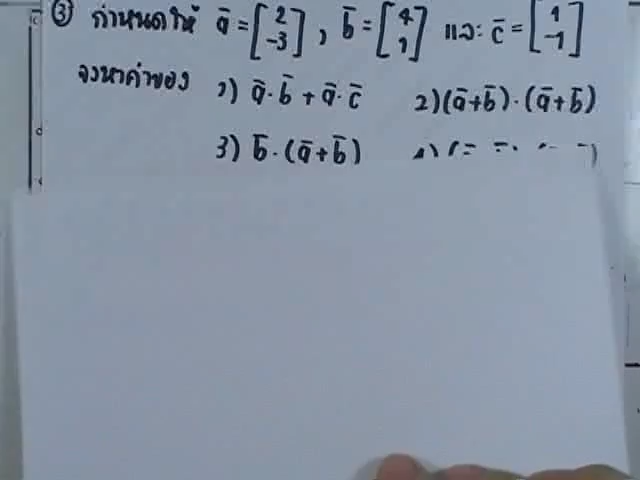 ③ กำหนดให้ ā = [2 -3], b̄ = [4 1] และ c̄ = [1 -1]
จงหาค่าของ 1) ā·b̄ + ā·c̄ 2) (ā+b̄)·(ā+b̄)
3) b̄·(ā+b̄)